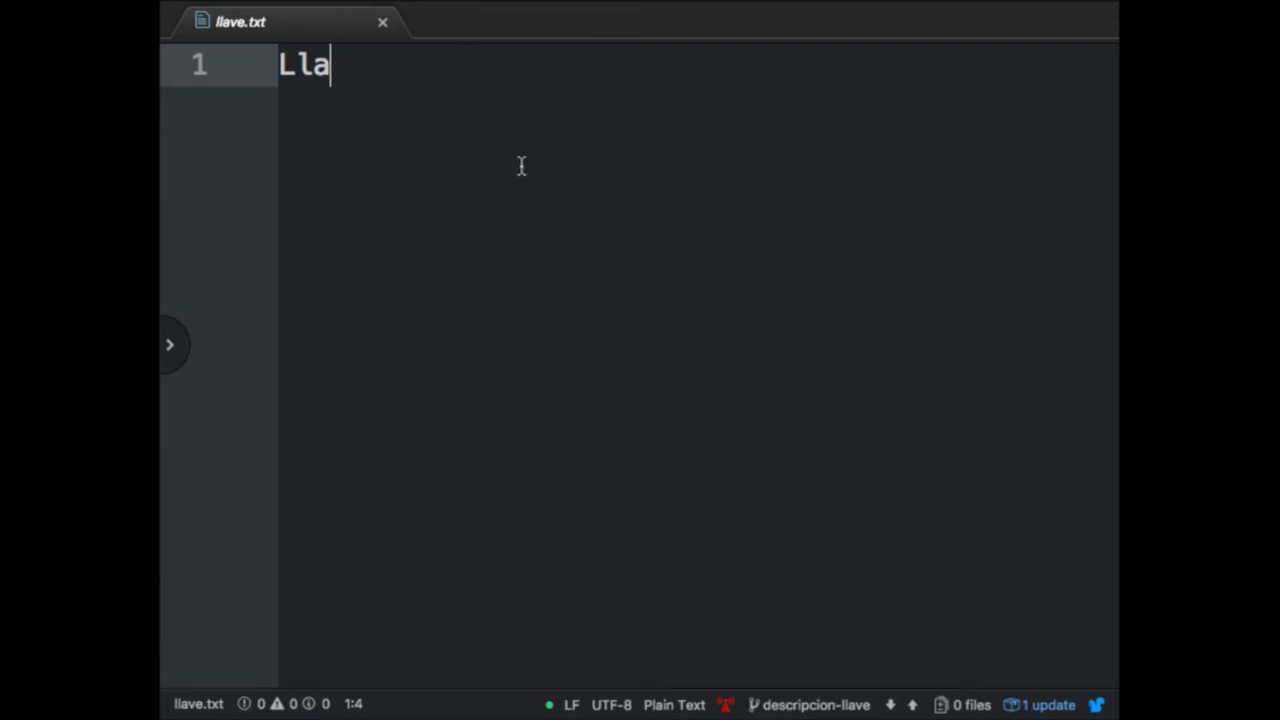 llave.txt
1 Lla
llave.txt 0 0 0 1:4 LF UTF-8 Plain Text descripcion-llave 0 files 1 update